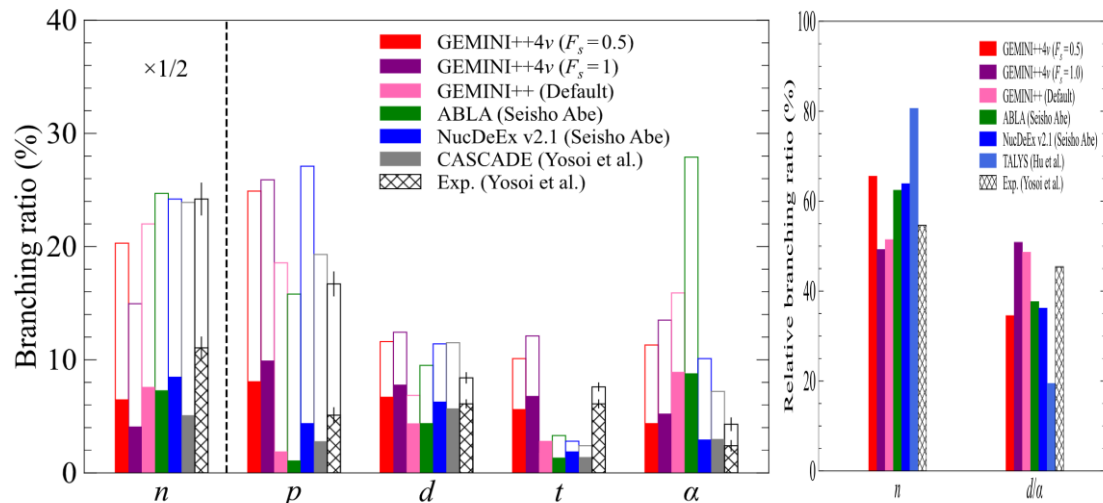 Branching ratio (%)
40
30
20
10
0
×1/2
GEMINI++4ν (Fₛ = 0.5)
GEMINI++4ν (Fₛ = 1)
GEMINI++ (Default)
ABLA (Seisho Abe)
NucDeEx v2.1 (Seisho Abe)
CASCADE (Yosoi et al.)
Exp. (Yosoi et al.)
n p d t α
Relative branching ratio (%)
100
80
60
40
20
0
GEMINI++4ν (Fₛ = 0.5)
GEMINI++4ν (Fₛ = 1.0)
GEMINI++ (Default)
ABLA (Seisho Abe)
NucDeEx v2.1 (Seisho Abe)
TALYS (Hu et al.)
Exp. (Yosoi et al.)
n d/α